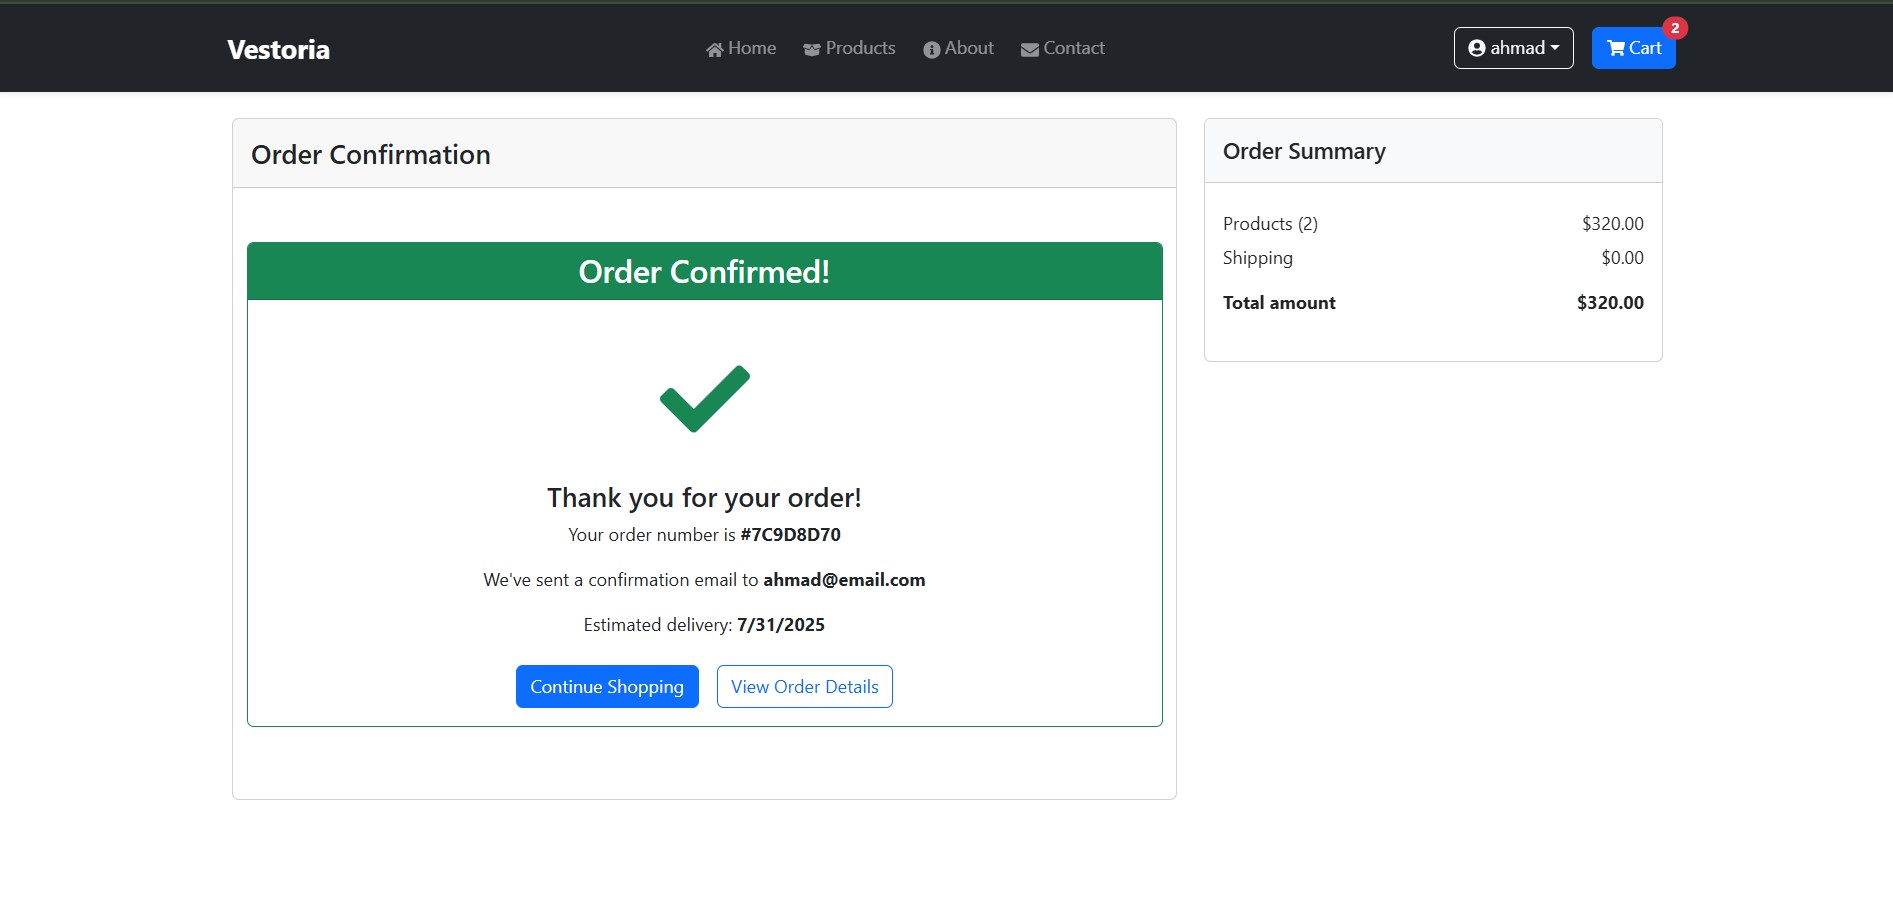 Vestoria
Home Products About Contact
ahmad
Cart
2
Order Confirmation
Order Confirmed!
Thank you for your order!
Your order number is #7C9D8D70
We've sent a confirmation email to ahmad@email.com
Estimated delivery: 7/31/2025
Continue Shopping View Order Details
Order Summary
Products (2) $320.00
Shipping $0.00
Total amount $320.00